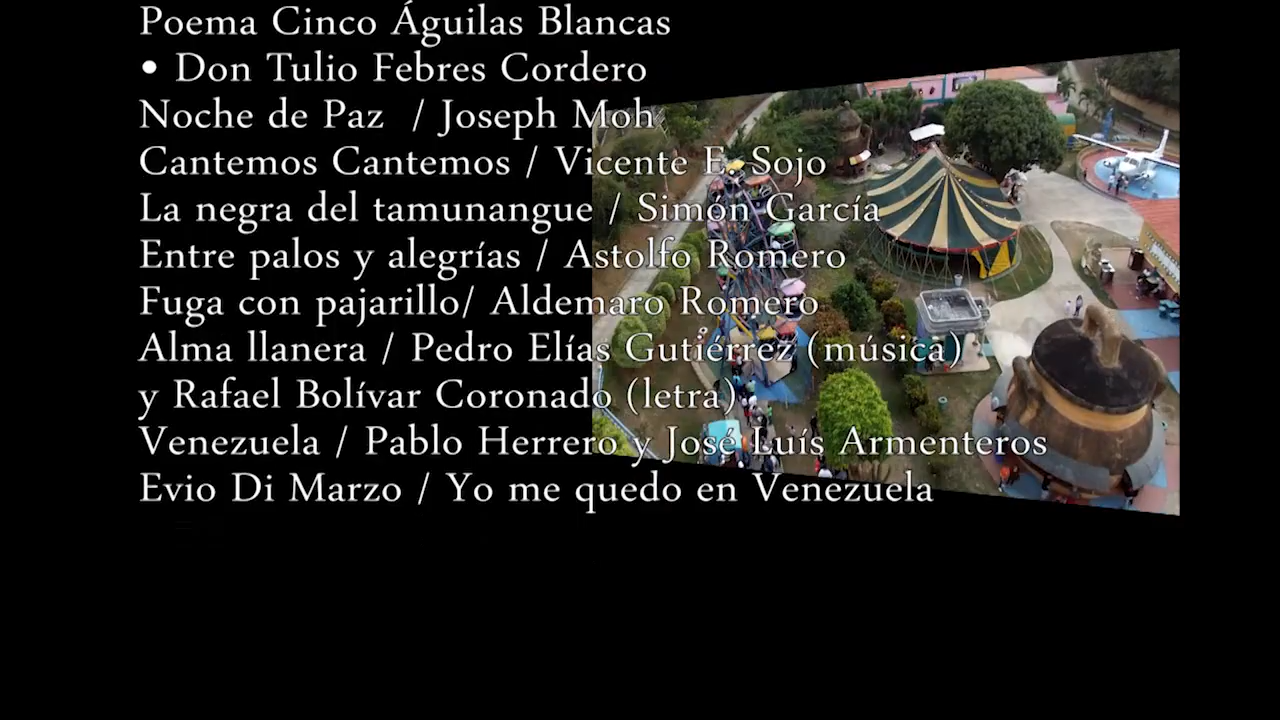 Poema Cinco Águilas Blancas
• Don Tulio Febres Cordero
Noche de Paz / Joseph Mohr
Cantemos Cantemos / Vicente E. Sojo
La negra del tamunangue / Simón García
Entre palos y alegrías / Astolfo Romero
Fuga con pajarillo/ Aldemaro Romero
Alma llanera / Pedro Elías Gutiérrez (música)
y Rafael Bolívar Coronado (letra)
Venezuela / Pablo Herrero y José Luís Armenteros
Evio Di Marzo / Yo me quedo en Venezuela